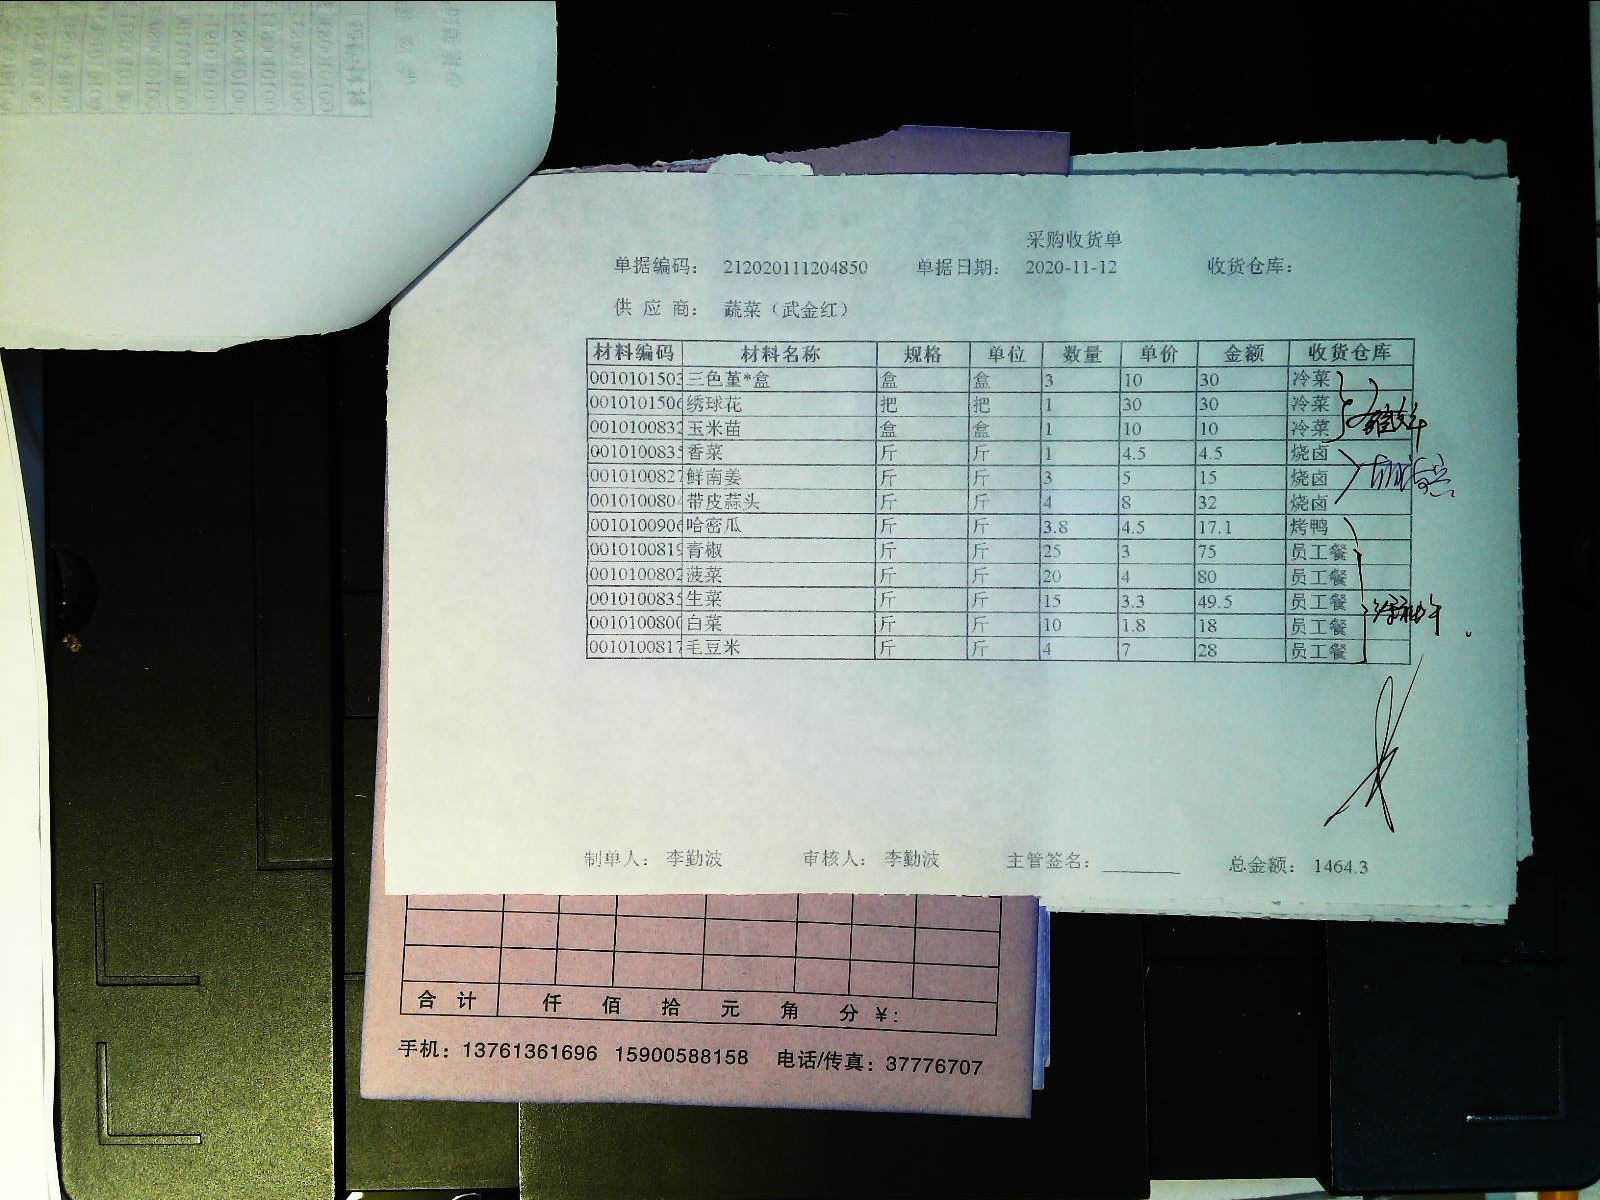 采购收货单
单据编码： 212020111204850 单据日期： 2020-11-12 收货仓库：
供 应 商： 蔬菜（武金红）
材料编码 材料名称 规格 单位 数量 单价 金额 收货仓库
0010101503 三色堇*盒 盒 盒 3 10 30 冷菜
0010101506 绣球花 把 把 1 30 30 冷菜
0010100832 玉米苗 盒 盒 1 10 10 冷菜
0010100835 香菜 斤 斤 1 4.5 4.5 烧卤
0010100827 鲜南姜 斤 斤 3 5 15 烧卤
001010080 带皮蒜头 斤 斤 4 8 32 烧卤
0010100906 哈密瓜 斤 斤 3.8 4.5 17.1 烤鸭
0010100819 青椒 斤 斤 25 3 75 员工餐
0010100802 菠菜 斤 斤 20 4 80 员工餐
0010100835 生菜 斤 斤 15 3.3 49.5 员工餐
0010100800 白菜 斤 斤 10 1.8 18 员工餐
0010100817 毛豆米 斤 斤 4 7 28 员工餐
制单人： 李勤波 审核人： 李勤波 主管签名： 总金额： 1464.3
合 计 仟 佰 拾 元 角 分 ¥：
手机：13761361696 15900588158 电话/传真：37776707